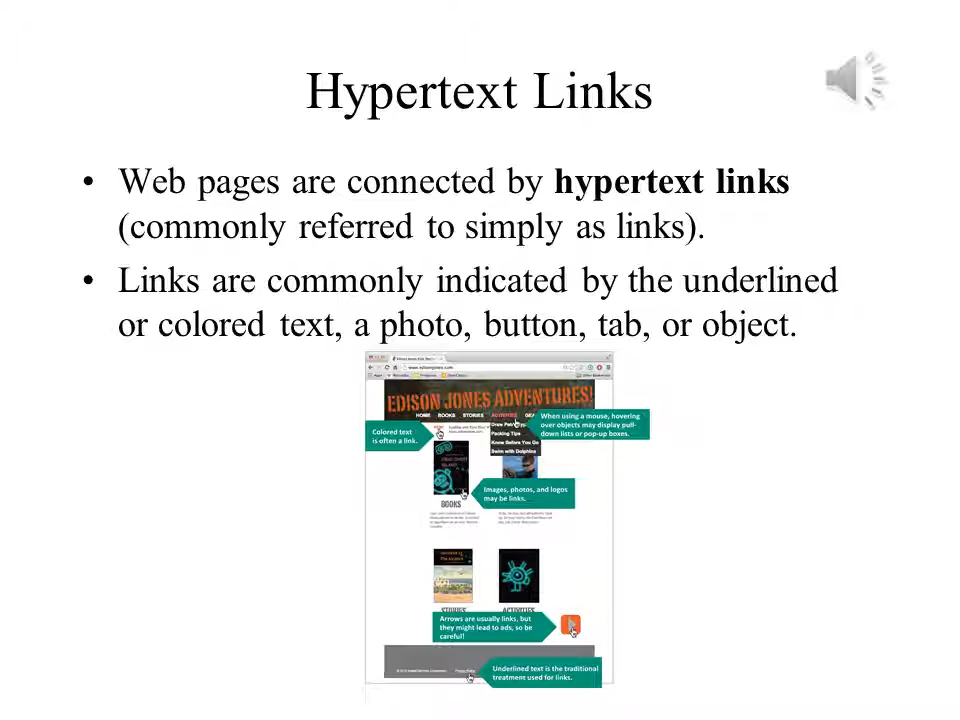 Hypertext Links
• Web pages are connected by hypertext links
(commonly referred to simply as links).
• Links are commonly indicated by the underlined
or colored text, a photo, button, tab, or object.
www.edisonjones.com
EDISON JONES ADVENTURES!
HOME BOOKS STORIES ACTIVITIES
When using a mouse, hovering
over objects may display pull-
down lists or pop-up boxes.
Colored text
is often a link.
Packing Tips
Know Before You Go
Swim with Dolphins
Images, photos, and logos
may be links.
BOOKS
STORIES
ACTIVITIES
Arrows are usually links, but
they might lead to ads, so be
careful!
Underlined text is the traditional
treatment used for links.